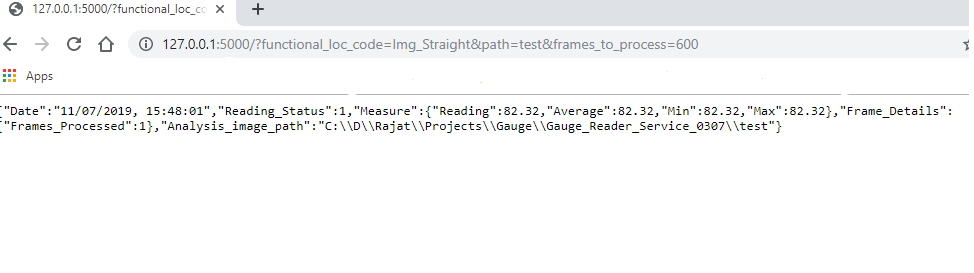 127.0.0.1:5000/?functional_loc_cc
127.0.0.1:5000/?functional_loc_code=Img_Straight&path=test&frames_to_process=600
Apps
{"Date":"11/07/2019, 15:48:01","Reading_Status":1,"Measure":{"Reading":82.32,"Average":82.32,"Min":82.32,"Max":82.32},"Frame_Details":
{"Frames_Processed":1},"Analysis_image_path":"C:\\D\\Rajat\\Projects\\Gauge\\Gauge_Reader_Service_0307\\test"}